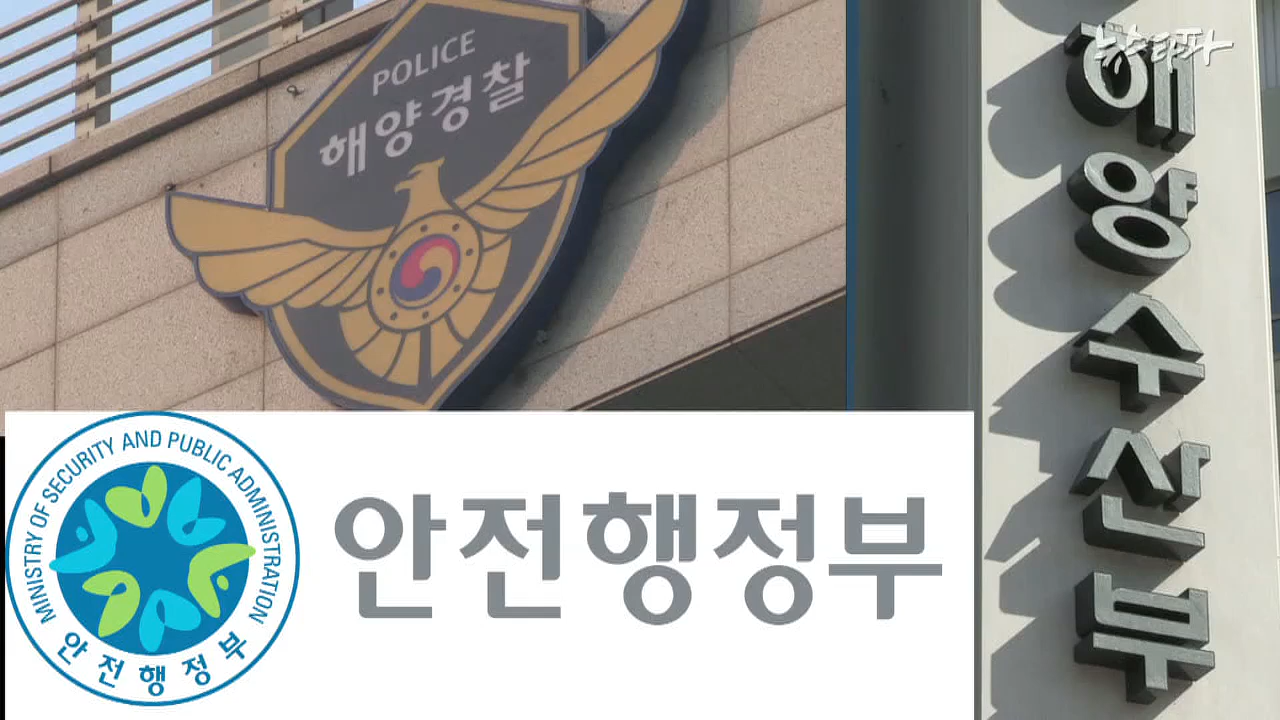 POLICE
해양경찰
뉴스타파
해양수산부
MINISTRY OF SECURITY AND PUBLIC ADMINISTRATION
안전행정부
안전행정부